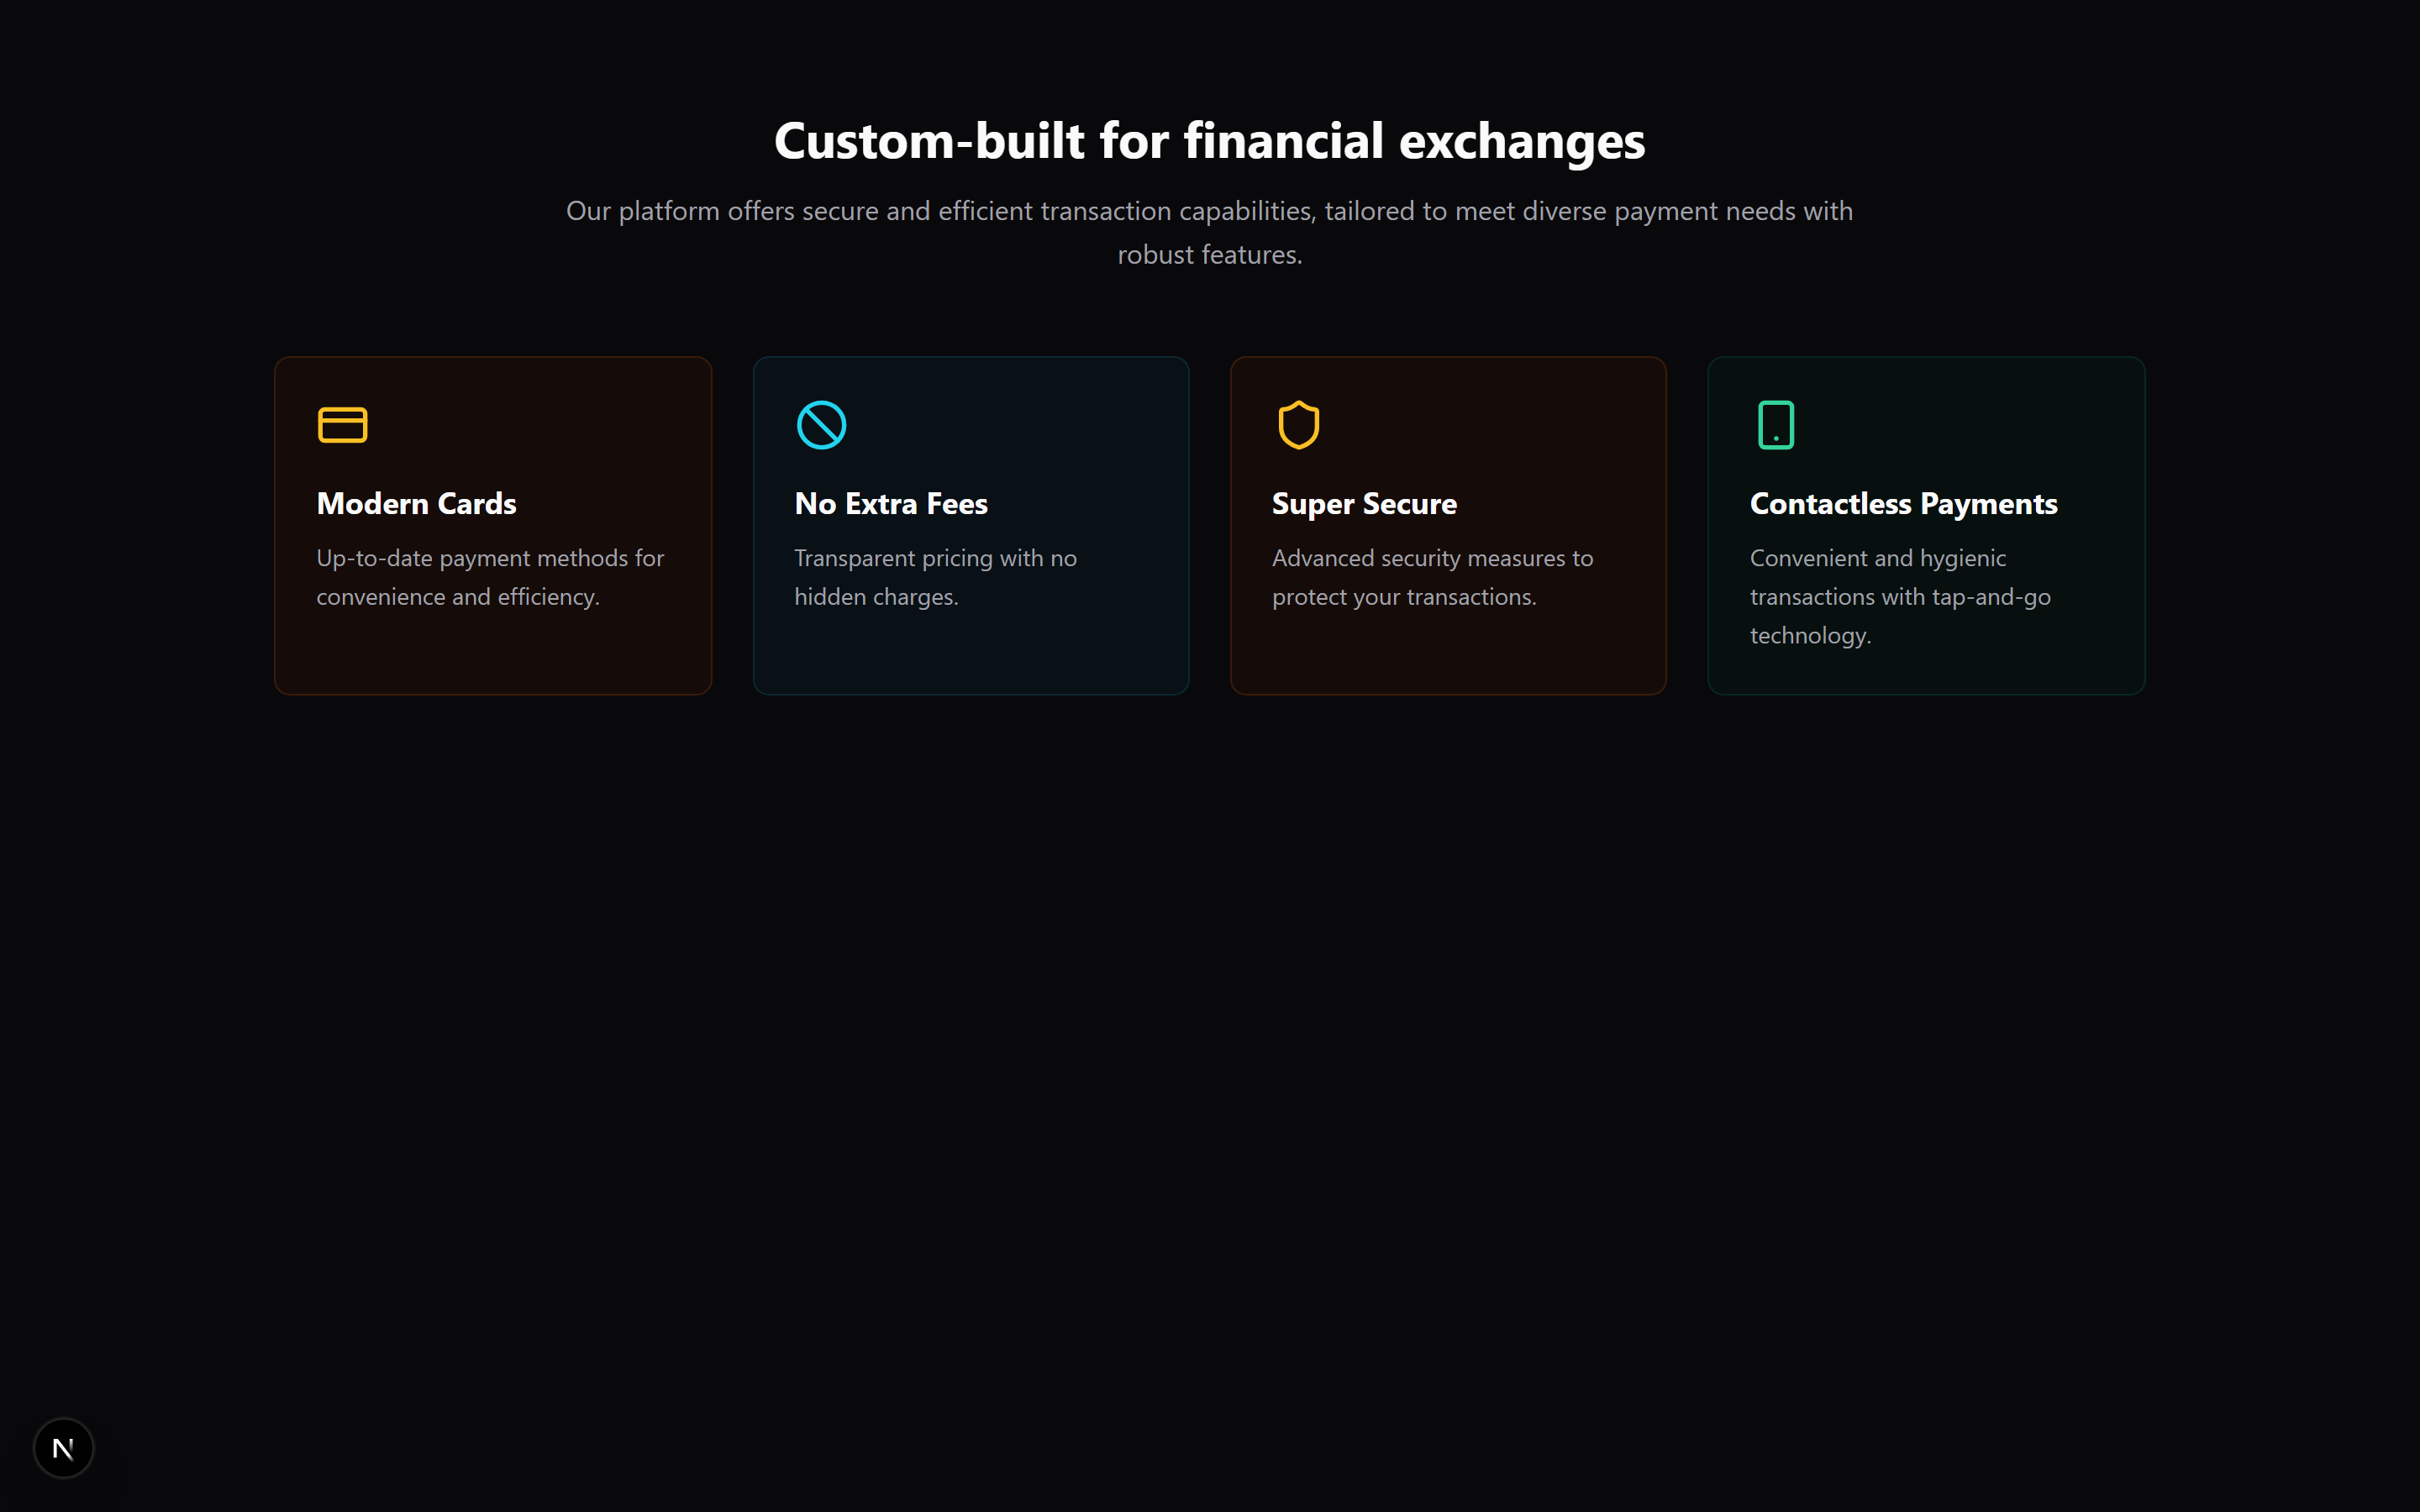 Custom-built for financial exchanges
Our platform offers secure and efficient transaction capabilities, tailored to meet diverse payment needs with
robust features.
Modern Cards
Up-to-date payment methods for
convenience and efficiency.
No Extra Fees
Transparent pricing with no
hidden charges.
Super Secure
Advanced security measures to
protect your transactions.
Contactless Payments
Convenient and hygienic
transactions with tap-and-go
technology.
N